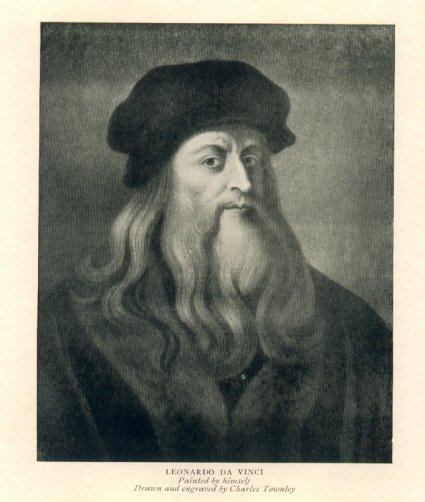 LEONARDO DA VINCI
Painted by himself
Drawn and engraved by Charles Townley